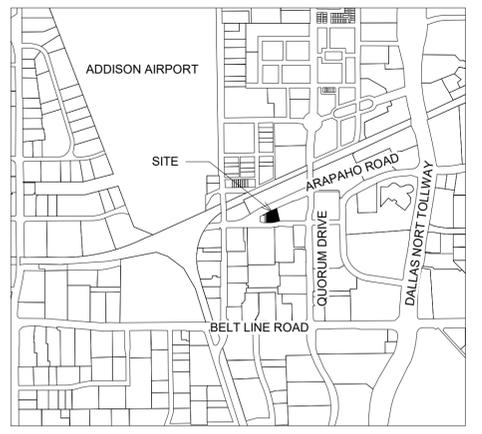 ADDISON AIRPORT
SITE
ARAPAHO ROAD
QUORUM DRIVE
DALLAS NORT TOLLWAY
BELT LINE ROAD